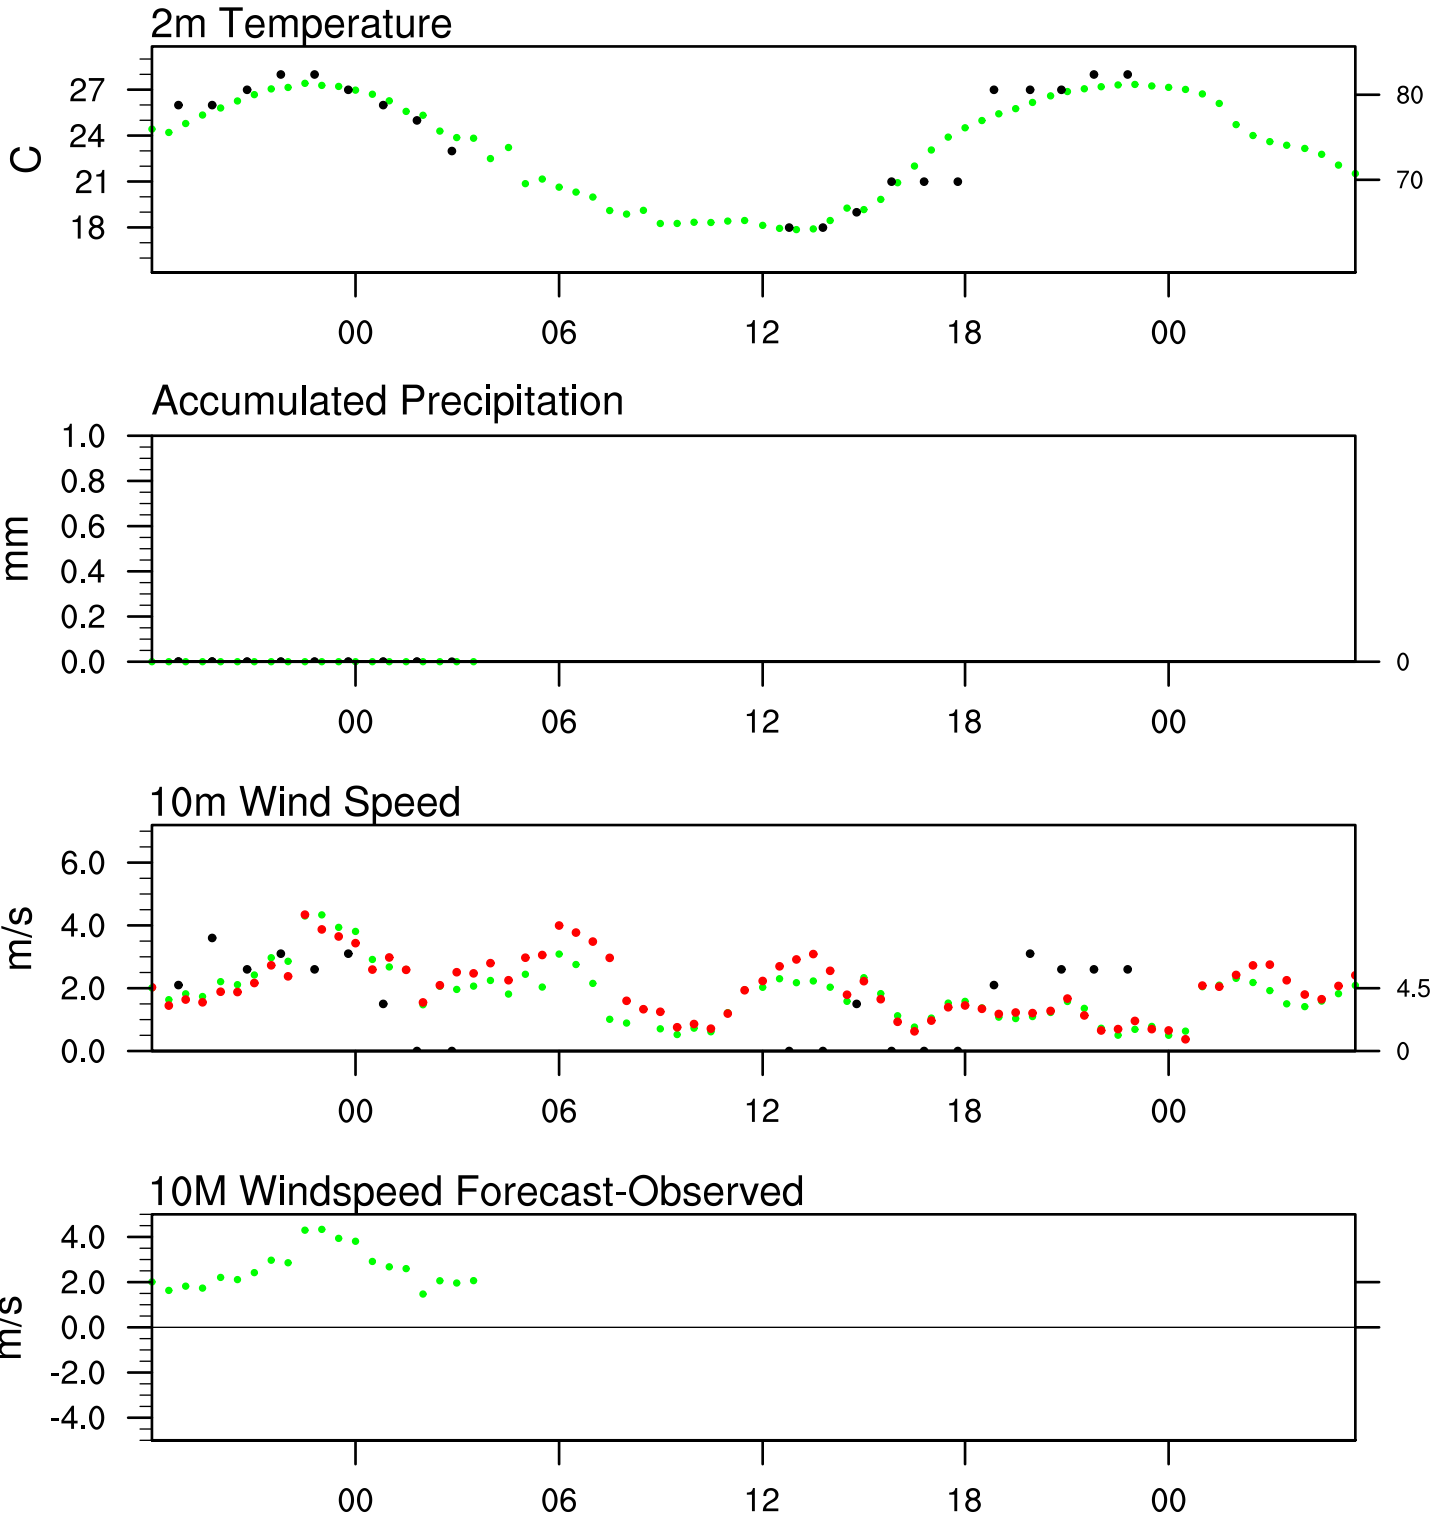 2m Temperature
27
24
21
18
C
80
70
00 06 12 18 00
Accumulated Precipitation
1.0
0.8
0.6
0.4
0.2
0.0
mm
0
00 06 12 18 00
10m Wind Speed
6.0
4.0
2.0
0.0
m/s
4.5
0
00 06 12 18 00
10M Windspeed Forecast-Observed
4.0
2.0
0.0
-2.0
-4.0
m/s
00 06 12 18 00